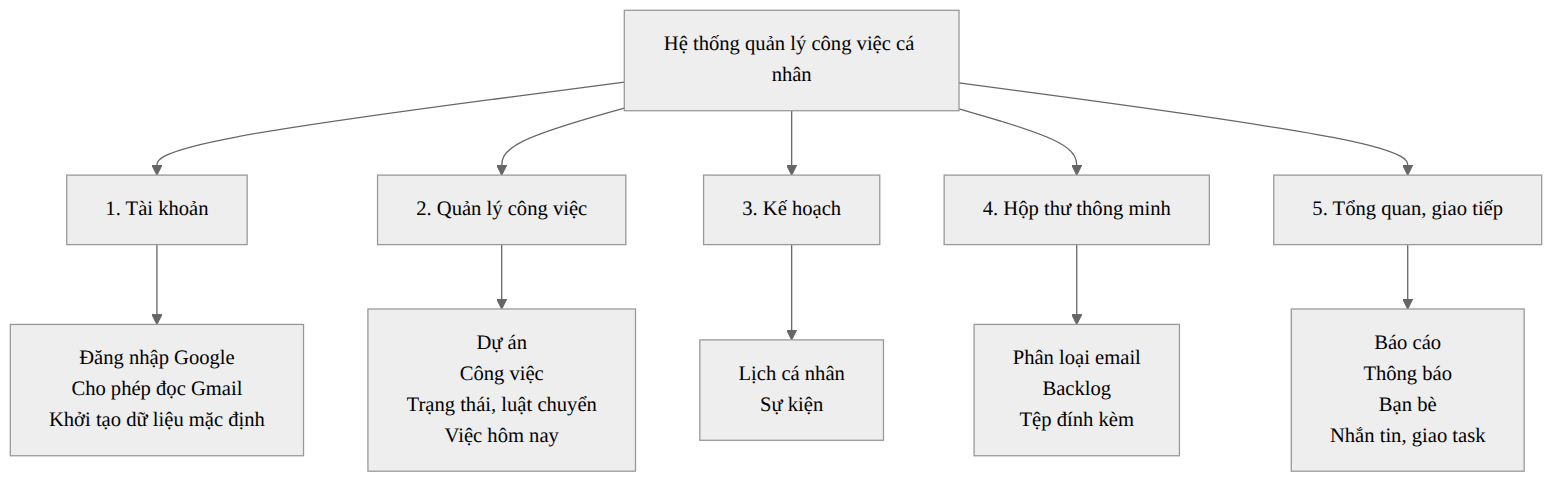 Hệ thống quản lý công việc cá
nhân
1. Tài khoản
2. Quản lý công việc
3. Kế hoạch
4. Hộp thư thông minh
5. Tổng quan, giao tiếp
Đăng nhập Google
Cho phép đọc Gmail
Khởi tạo dữ liệu mặc định
Dự án
Công việc
Trạng thái, luật chuyển
Việc hôm nay
Lịch cá nhân
Sự kiện
Phân loại email
Backlog
Tệp đính kèm
Báo cáo
Thông báo
Bạn bè
Nhắn tin, giao task